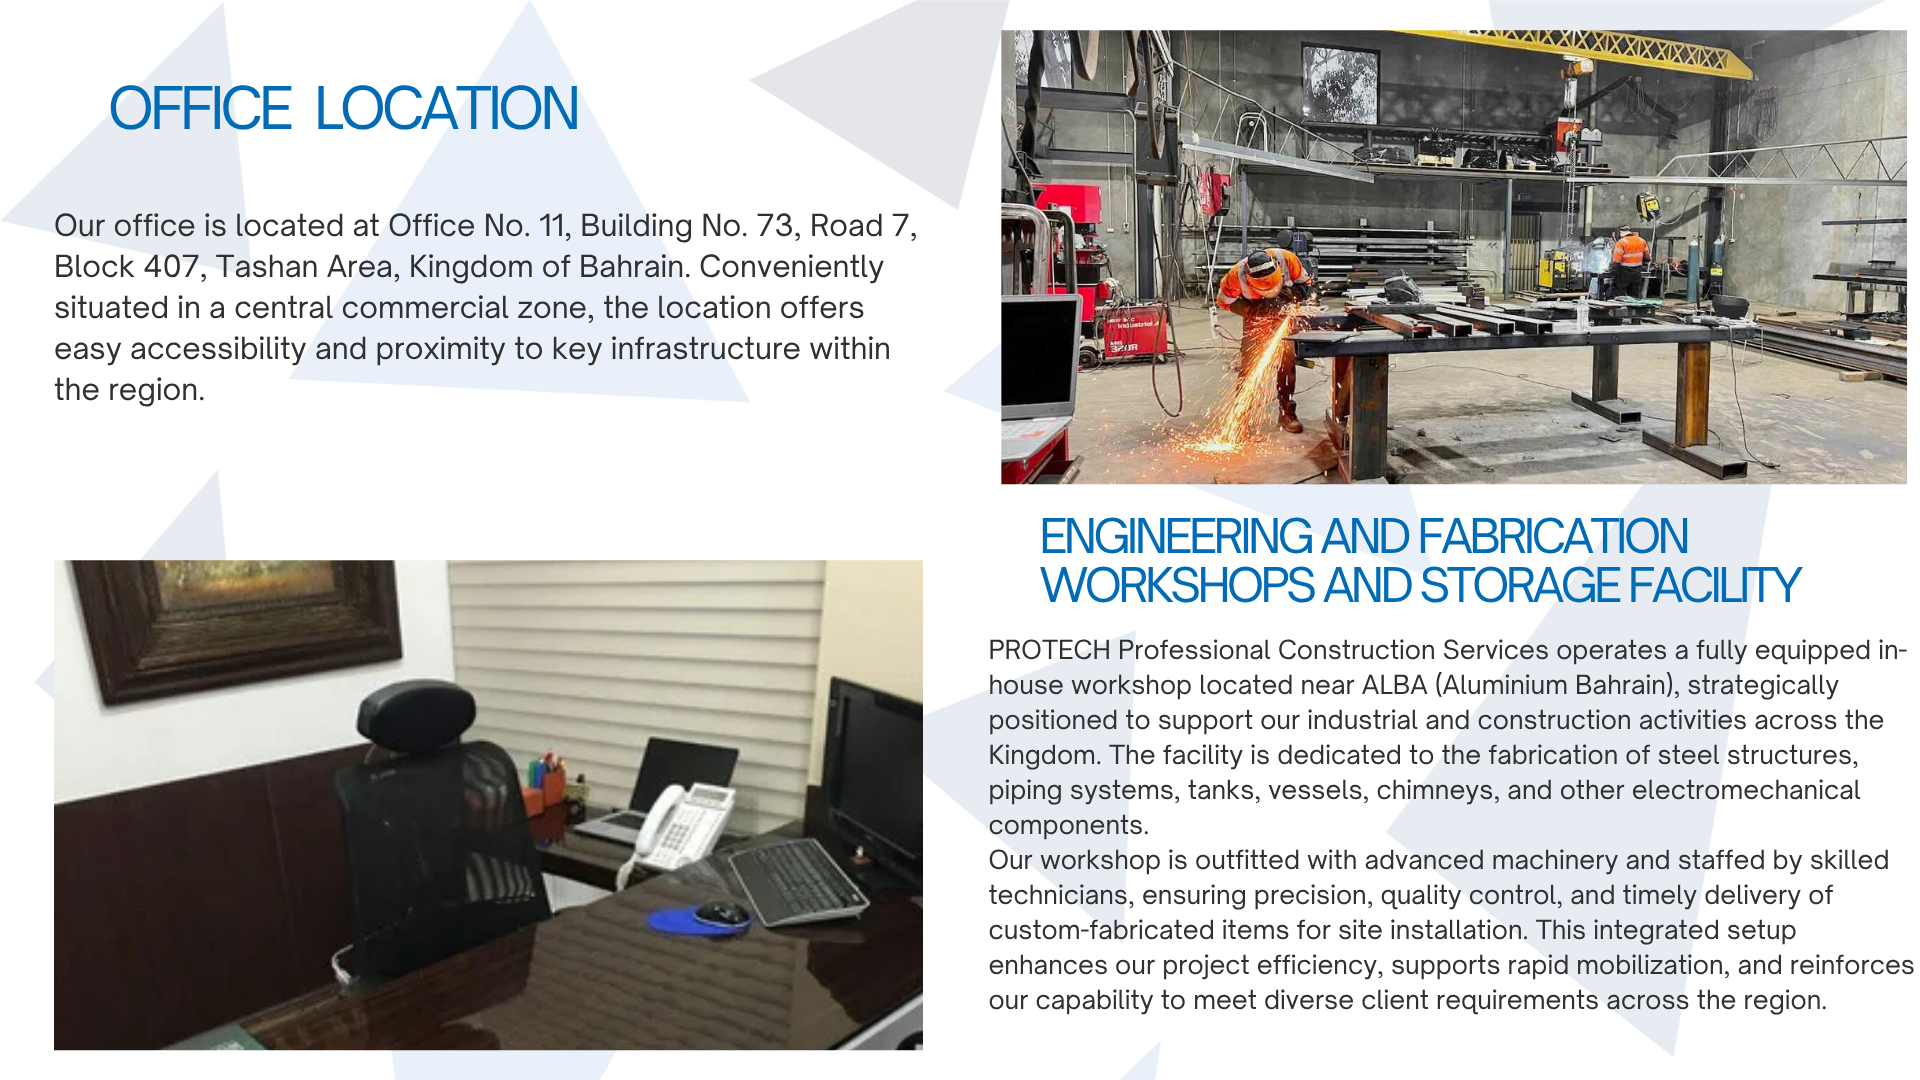 OFFICE LOCATION
Our office is located at Office No. 11, Building No. 73, Road 7,
Block 407, Tashan Area, Kingdom of Bahrain. Conveniently
situated in a central commercial zone, the location offers
easy accessibility and proximity to key infrastructure within
the region.
ENGINEERING AND FABRICATION
WORKSHOPS AND STORAGE FACILITY
PROTECH Professional Construction Services operates a fully equipped in-
house workshop located near ALBA (Aluminium Bahrain), strategically
positioned to support our industrial and construction activities across the
Kingdom. The facility is dedicated to the fabrication of steel structures,
piping systems, tanks, vessels, chimneys, and other electromechanical
components.
Our workshop is outfitted with advanced machinery and staffed by skilled
technicians, ensuring precision, quality control, and timely delivery of
custom-fabricated items for site installation. This integrated setup
enhances our project efficiency, supports rapid mobilization, and reinforces
our capability to meet diverse client requirements across the region.